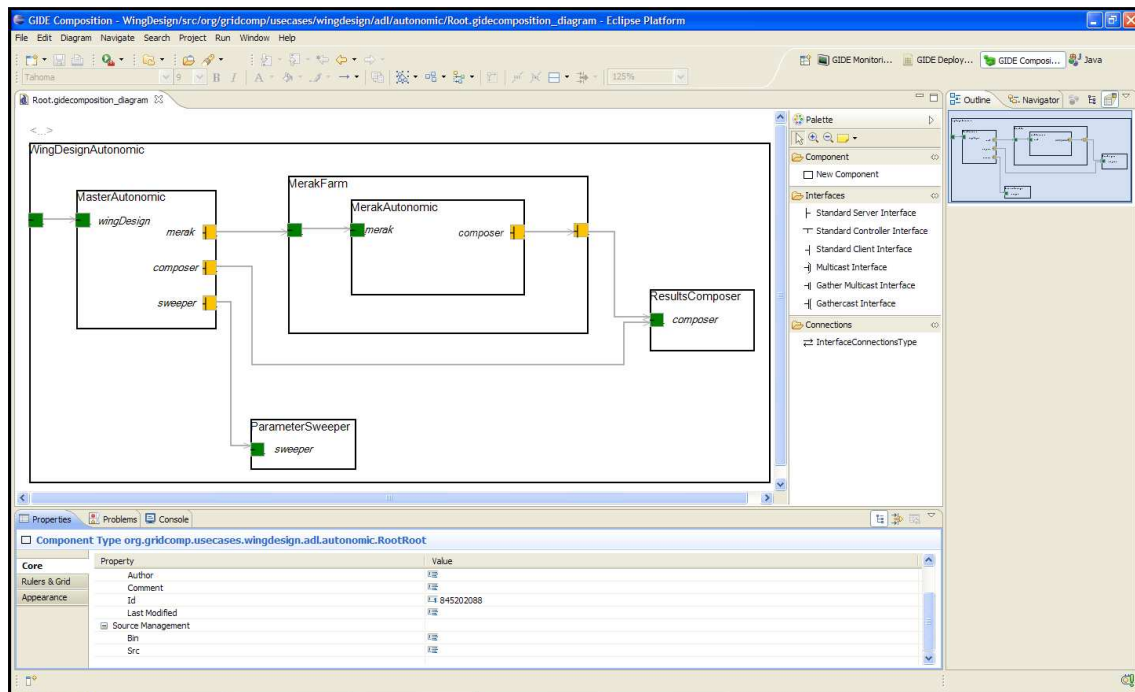 GIDE Composition - WingDesign/src/org/gridcomp/usecases/wingdesign/adl/autonomic/Root.gidecomposition_diagram - Eclipse Platform
File Edit Diagram Navigate Search Project Run Window Help
GIDE Monitori... GIDE Deploy... GIDE Composi... Java
Tahoma 9 B I A 125%
Root.gidecomposition_diagram
Outline Navigator
<...>
WingDesignAutonomic
MasterAutonomic
wingDesign
merak
composer
sweeper
MerakFarm
MerakAutonomic
merak
composer
ResultsComposer
composer
ParameterSweeper
sweeper
Palette
Component
New Component
Interfaces
Standard Server Interface
Standard Controller Interface
Standard Client Interface
Multicast Interface
Gather Multicast Interface
Gathercast Interface
Connections
InterfaceConnectionsType
Properties Problems Console
Component Type org.gridcomp.usecases.wingdesign.adl.autonomic.RootRoot
Core
Rulers & Grid
Appearance
Property Value
Author
Comment
Id 845202088
Last Modified
Source Management
Bin
Src